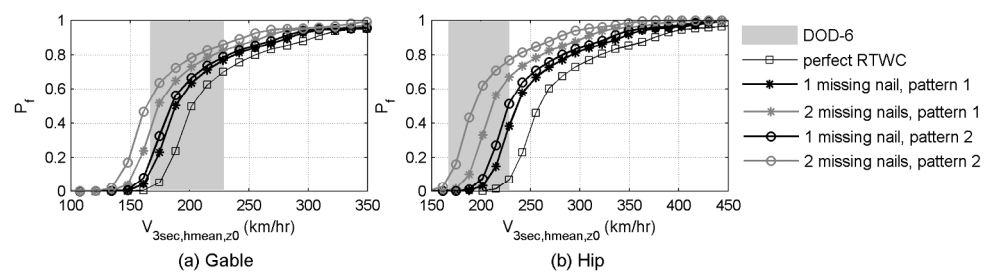 P_f
1
0.8
0.6
0.4
0.2
0
100 150 200 250 300 350
V_3sec,hmean,z0 (km/hr)
(a) Gable
P_f
1
0.8
0.6
0.4
0.2
0
150 200 250 300 350 400 450
V_3sec,hmean,z0 (km/hr)
(b) Hip
DOD-6
perfect RTWC
1 missing nail, pattern 1
2 missing nails, pattern 1
1 missing nail, pattern 2
2 missing nails, pattern 2